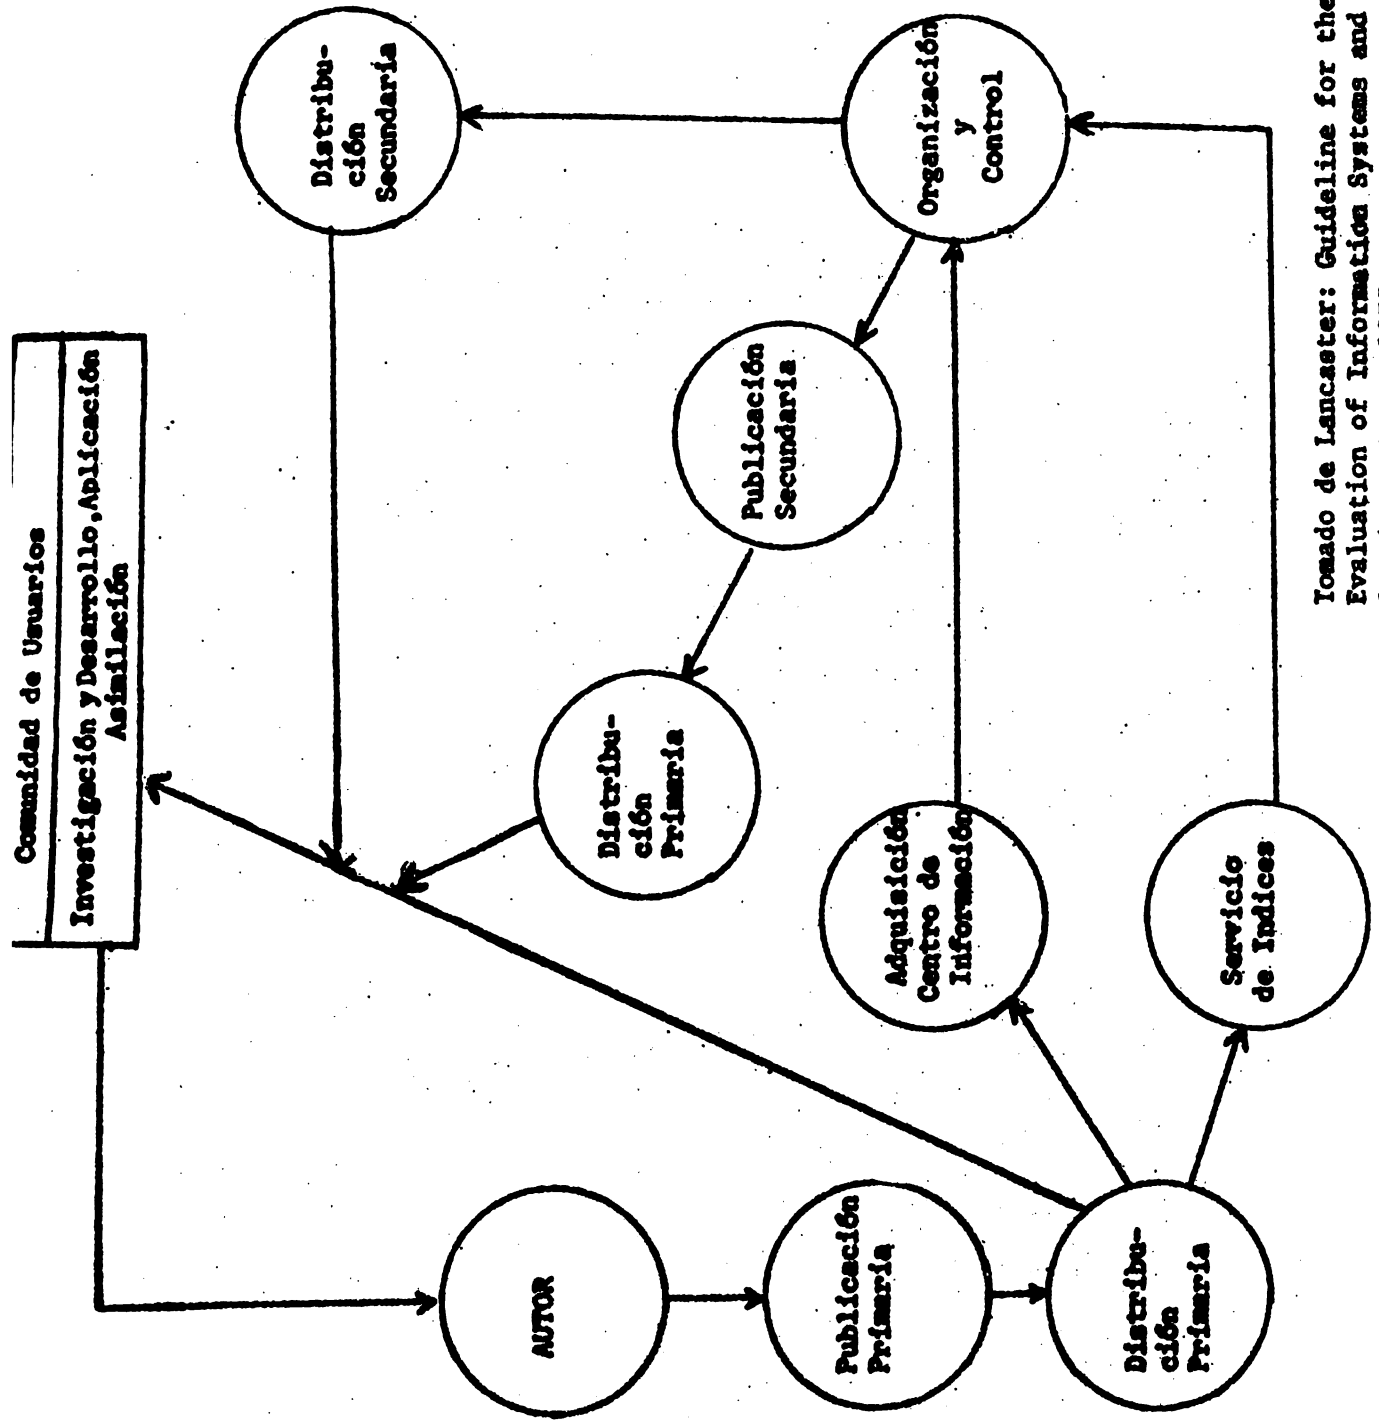 Comunidad de Usuarios
Investigación y Desarrollo, Aplicación
Asimilación
Distribu-
ción
Secundaria
AUTOR
Distribu-
ción
Primaria
Publicación
Secundaria
Publicación
Primaria
Adquisición
Centro de
Información
Organización
y
Control
Distribu-
ción
Primaria
Servicio
de Indices
Tomado de Lancaster: Guideline for the
Evaluation of Information Systems and